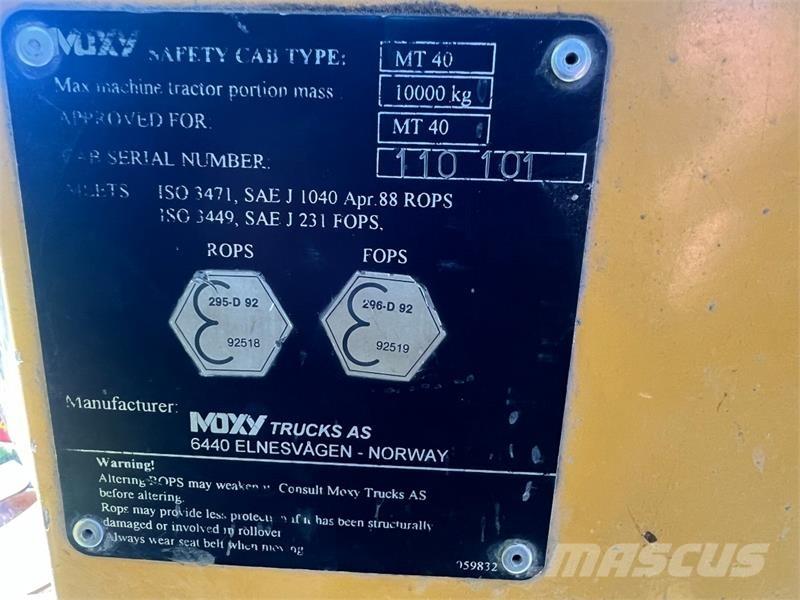 MOXY SAFETY CAB TYPE: MT 40
Max machine tractor portion mass 10000 kg
APPROVED FOR: MT 40
CAB SERIAL NUMBER: 110 101
MEETS ISO 3471, SAE J 1040 Apr.88 ROPS
ISO 3449, SAE J 231 FOPS,
ROPS FOPS
295-D 92 296-D 92
92518 92519
Manufacturer: MOXY TRUCKS AS
6440 ELNESVÅGEN - NORWAY
Warning!
Altering ROPS may weaken it. Consult Moxy Trucks AS
before altering.
Rops may provide less protection if it has been structurally
damaged or involved in rollover
Always wear seat belt when moving
959832
MASCUS